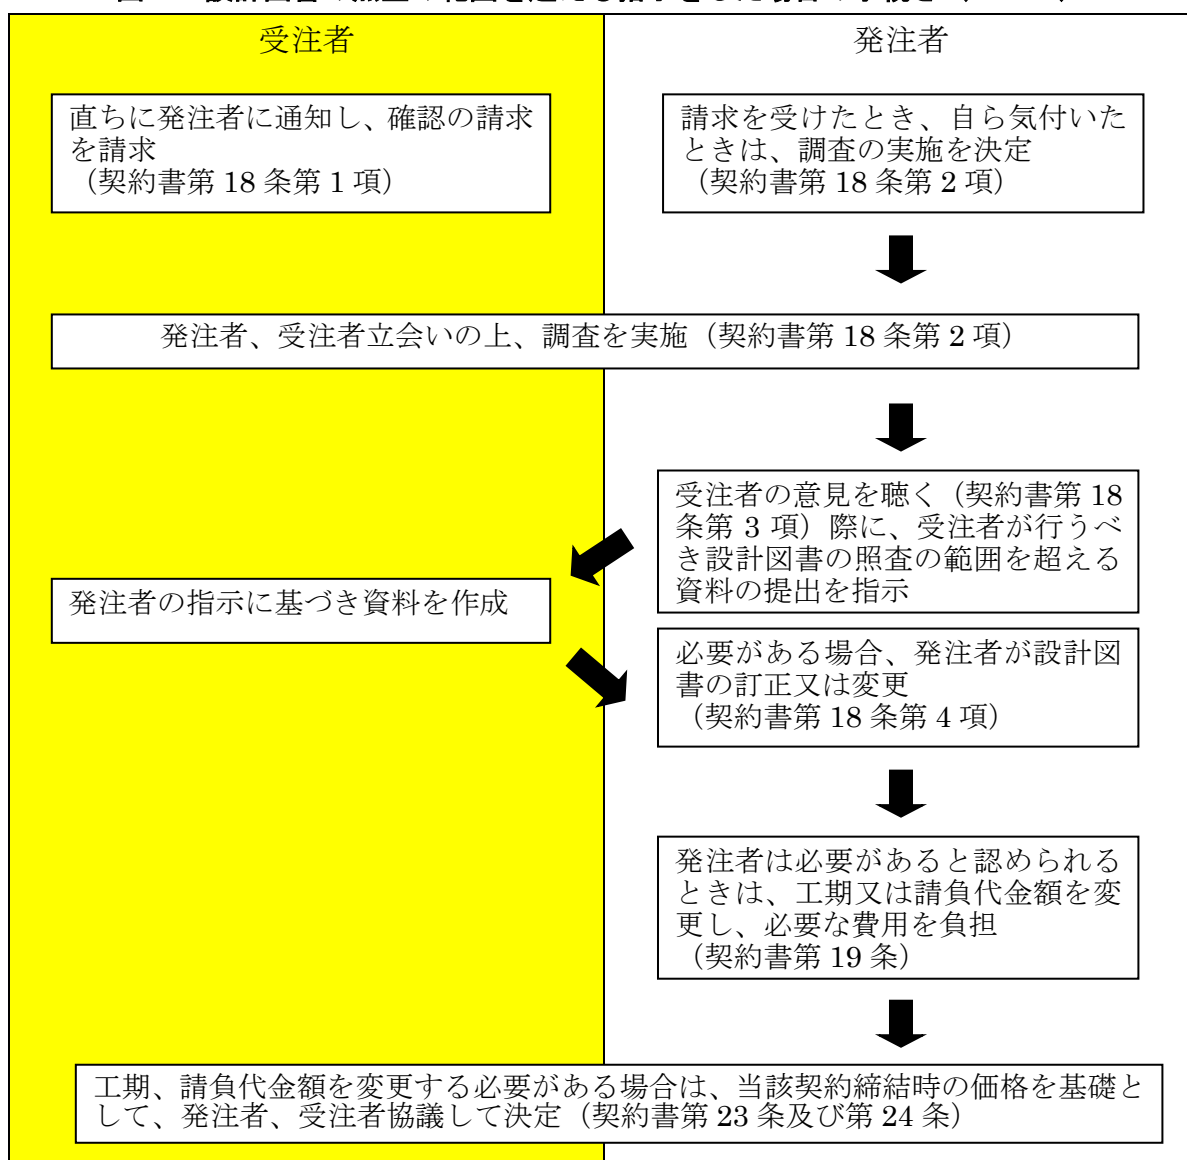 受注者
発注者
直ちに発注者に通知し、確認の請求
を請求
（契約書第 18 条第 1 項）
請求を受けたとき、自ら気付いた
ときは、調査の実施を決定
（契約書第 18 条第 2 項）
発注者、受注者立会いの上、調査を実施（契約書第 18 条第 2 項）
受注者の意見を聴く（契約書第 18
条第 3 項）際に、受注者が行うべ
き設計図書の照査の範囲を超える
資料の提出を指示
発注者の指示に基づき資料を作成
必要がある場合、発注者が設計図
書の訂正又は変更
（契約書第 18 条第 4 項）
発注者は必要があると認められる
ときは、工期又は請負代金額を変
更し、必要な費用を負担
（契約書第 19 条）
工期、請負代金額を変更する必要がある場合は、当該契約締結時の価格を基礎と
して、発注者、受注者協議して決定（契約書第 23 条及び第 24 条）